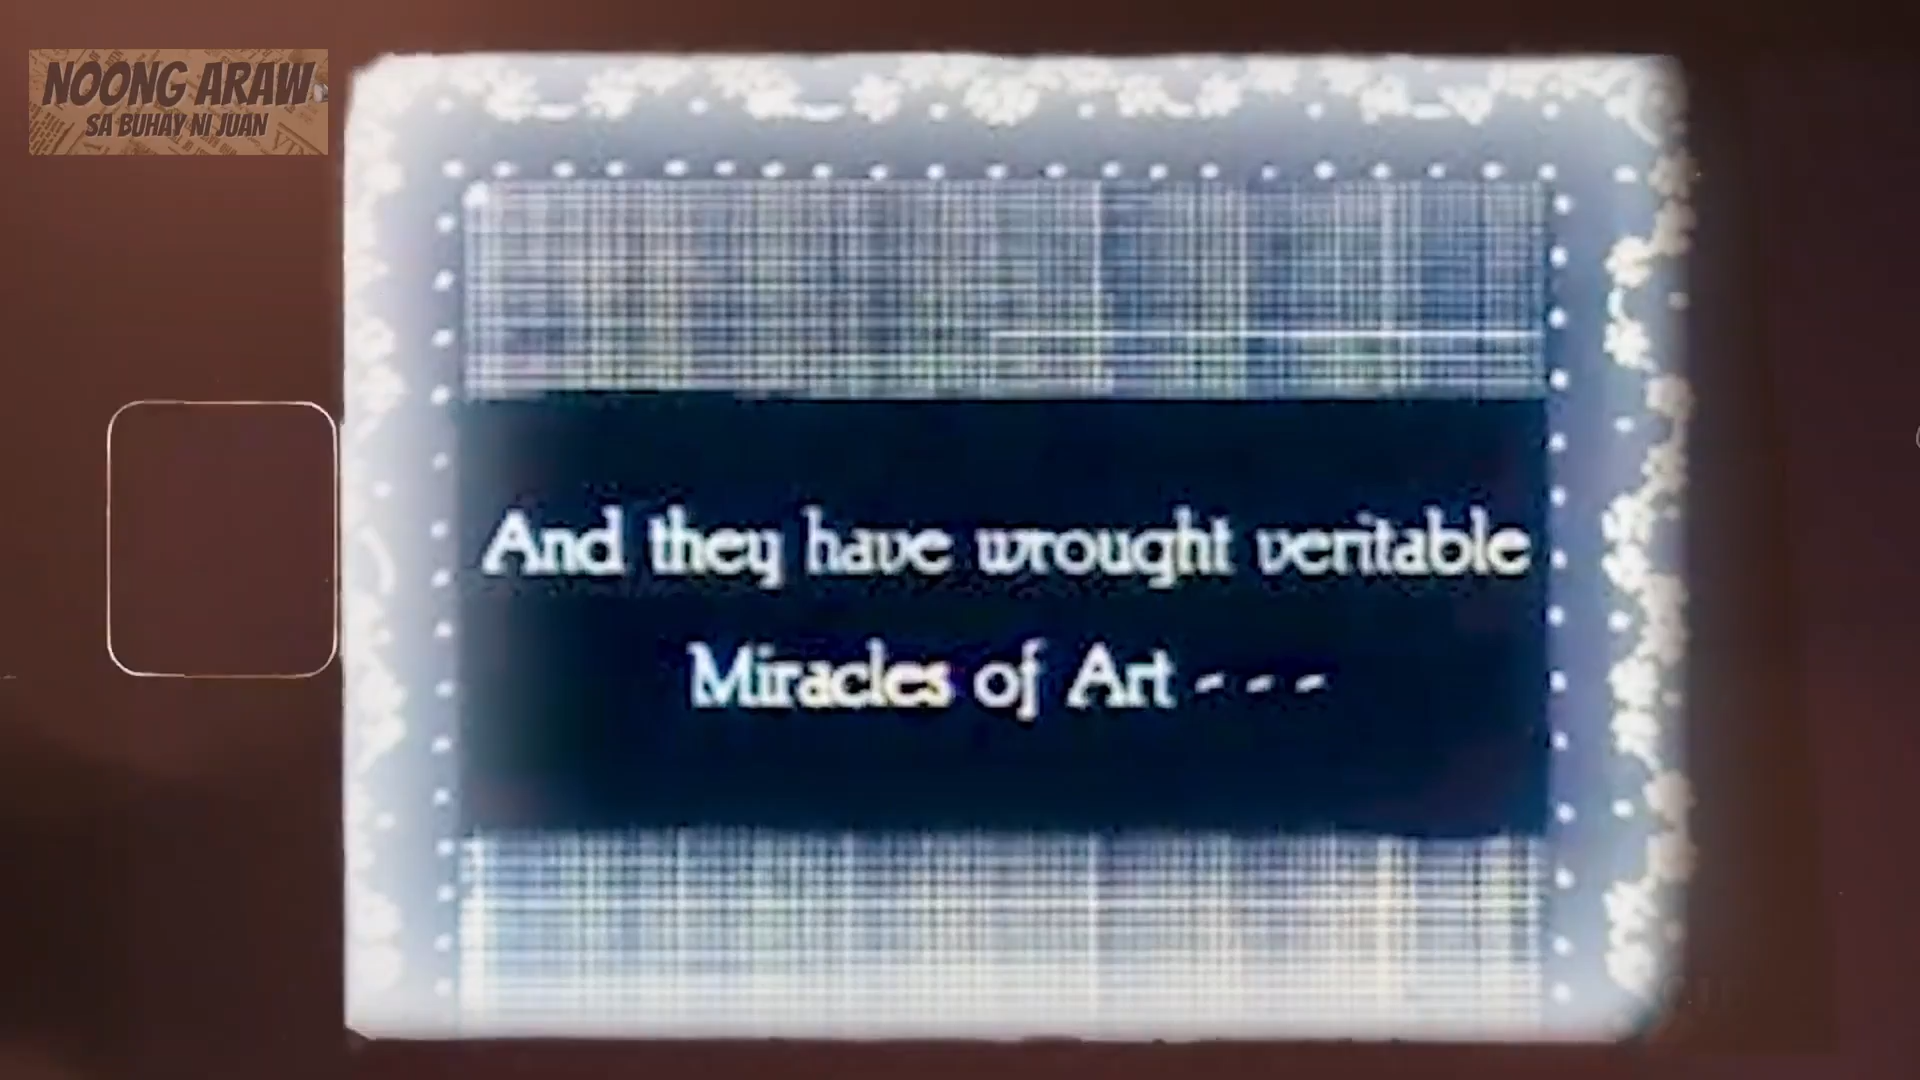 NOONG ARAW
SA BUHAY NI JUAN
And they have wrought veritable
Miracles of Art - - -